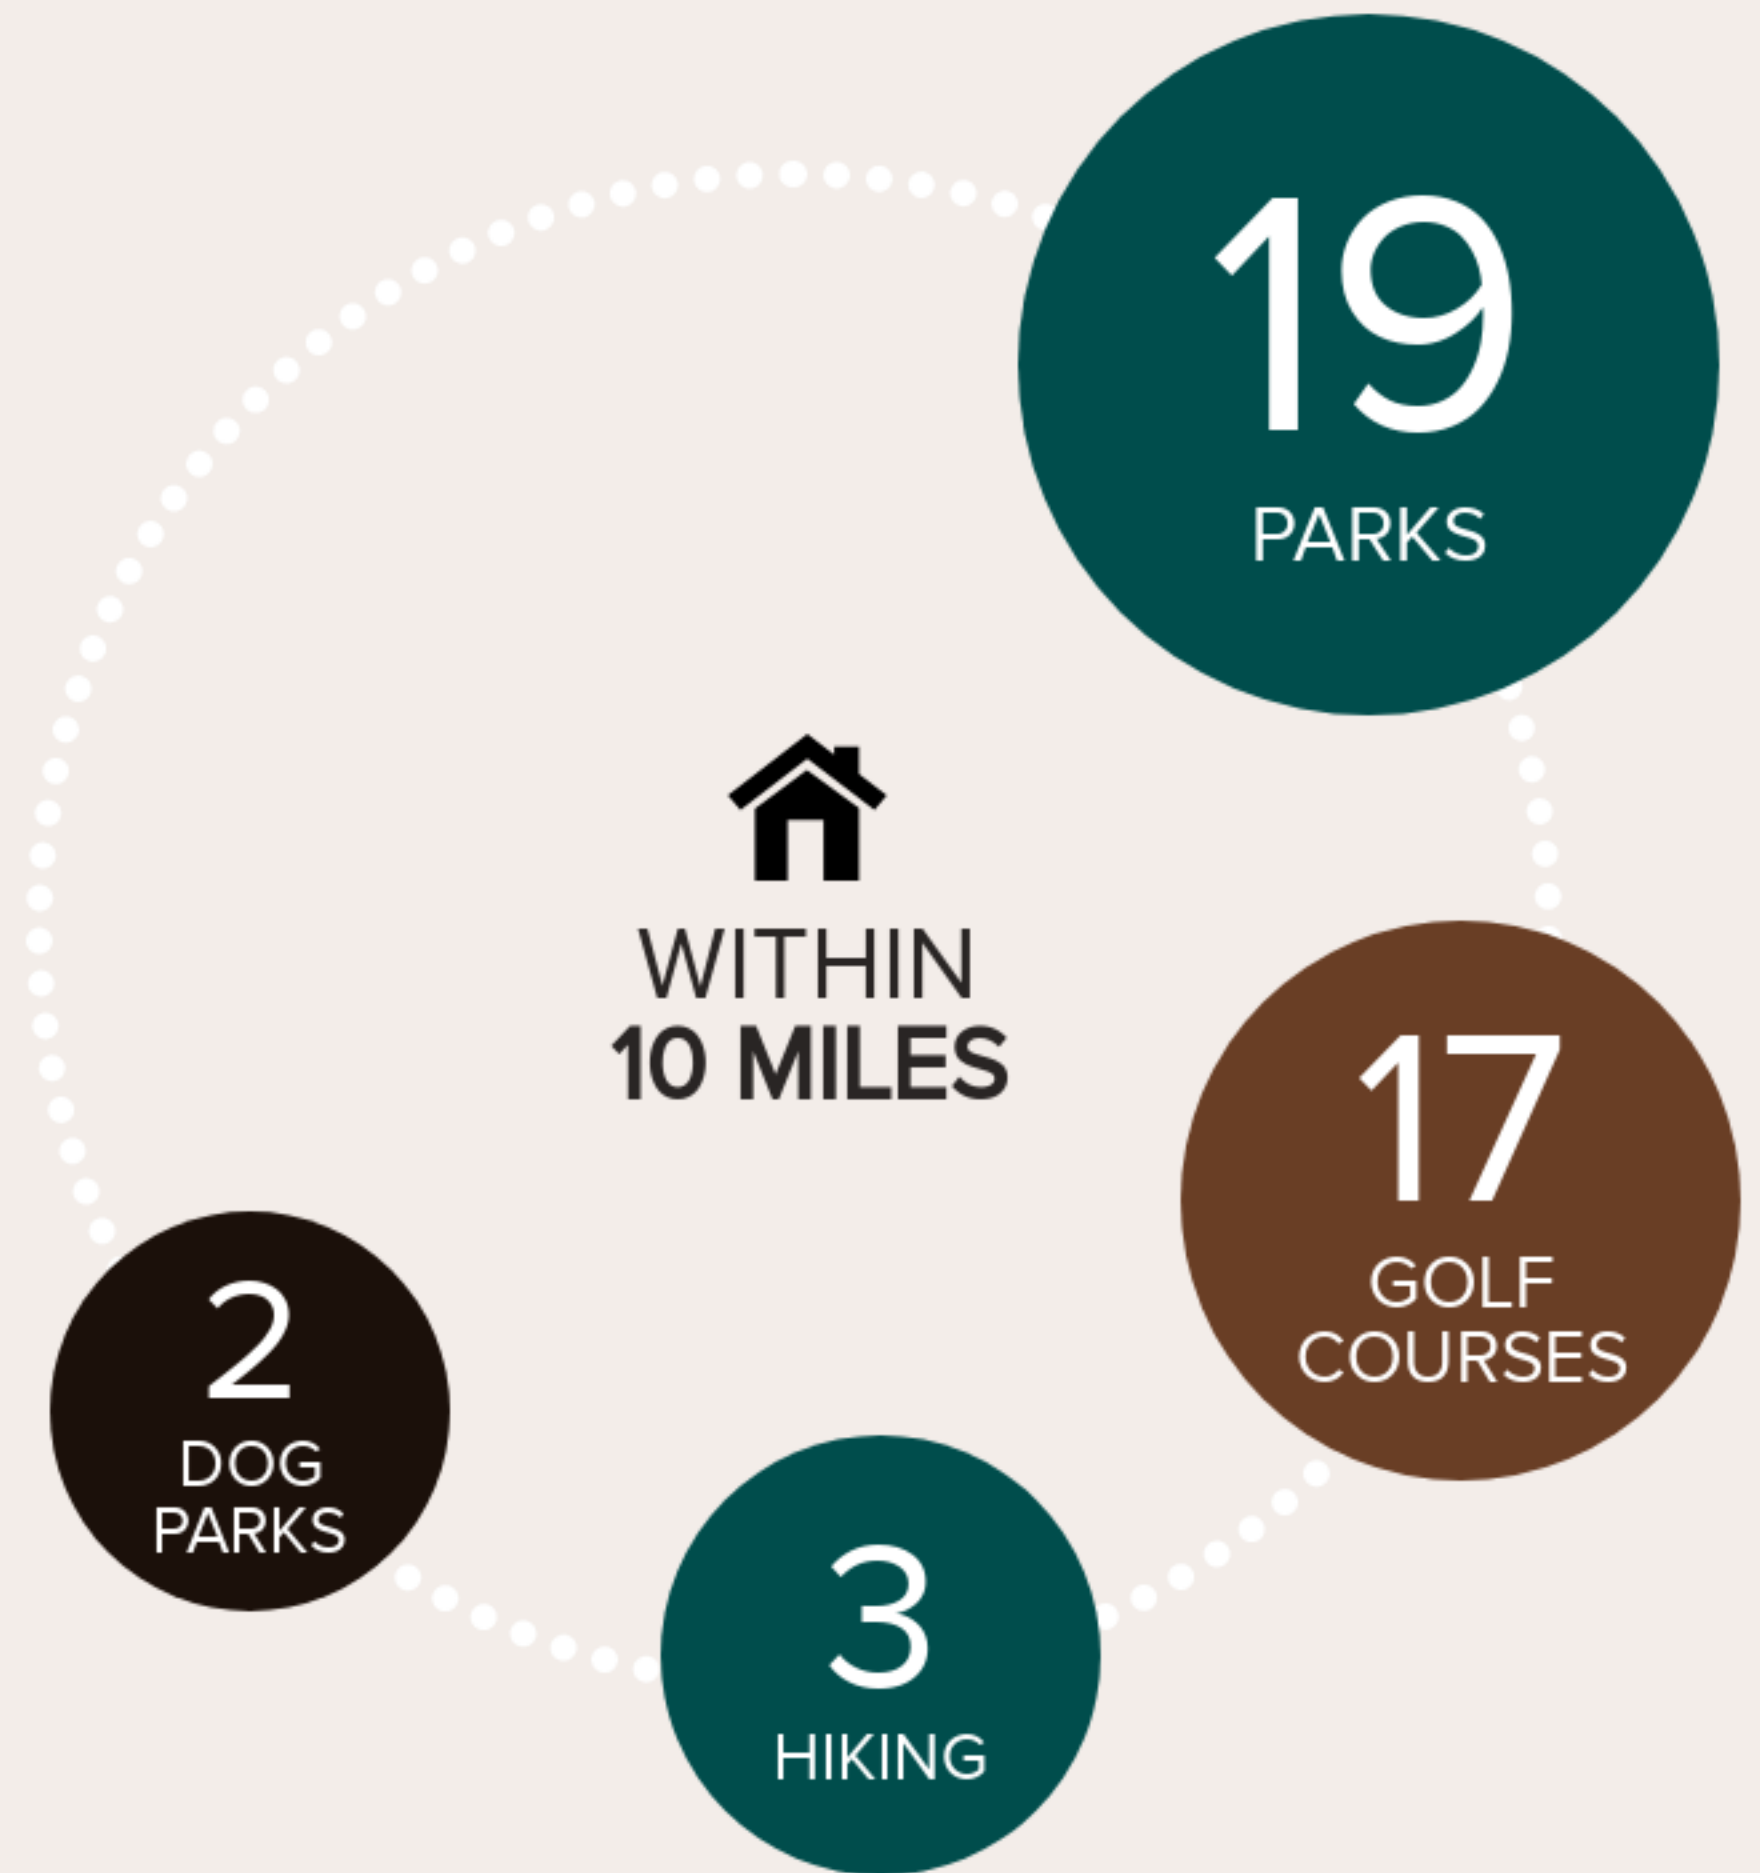 19
PARKS
WITHIN
10 MILES
17
GOLF
COURSES
2
DOG
PARKS
3
HIKING